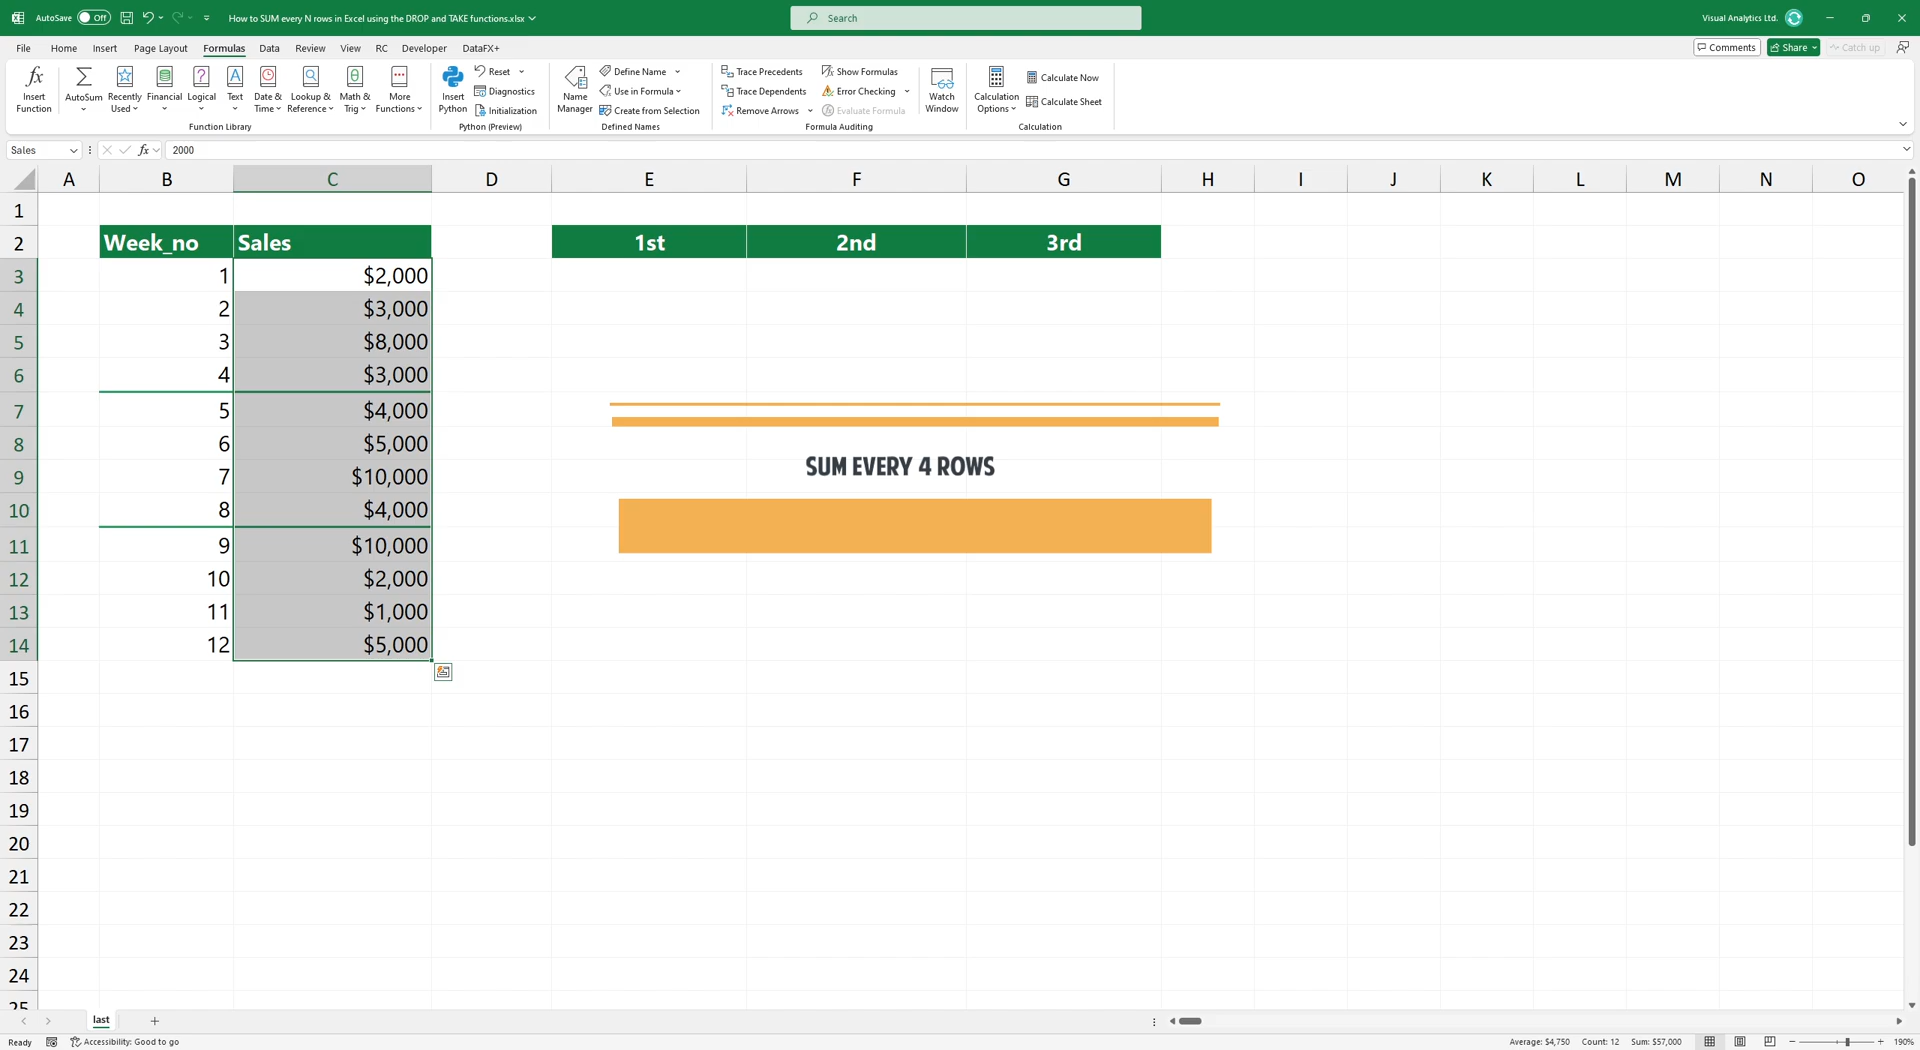 AutoSave Off How to SUM every N rows in Excel using the DROP and TAKE functions.xlsx Search Visual Analytics Ltd.
File Home Insert Page Layout Formulas Data Review View RC Developer DataFX+ Comments Share Catch up
Insert Function
AutoSum
Recently Used
Financial
Logical
Text
Date & Time
Lookup & Reference
Math & Trig
More Functions
Function Library
Insert Python
Reset
Diagnostics
Initialization
Python (Preview)
Name Manager
Define Name
Use in Formula
Create from Selection
Defined Names
Trace Precedents
Trace Dependents
Remove Arrows
Show Formulas
Error Checking
Evaluate Formula
Formula Auditing
Watch Window
Calculation Options
Calculate Now
Calculate Sheet
Calculation
Sales fx 2000
A B C D E F G H I J K L M N O
1
2 Week_no Sales 1st 2nd 3rd
3 1 $2,000
4 2 $3,000
5 3 $8,000
6 4 $3,000
7 5 $4,000
8 6 $5,000
SUM EVERY 4 ROWS
9 7 $10,000
10 8 $4,000
11 9 $10,000
12 10 $2,000
13 11 $1,000
14 12 $5,000
15
16
17
18
19
20
21
22
23
24
25
last
Ready Accessibility: Good to go Average: $4,750 Count: 12 Sum: $57,000 190%